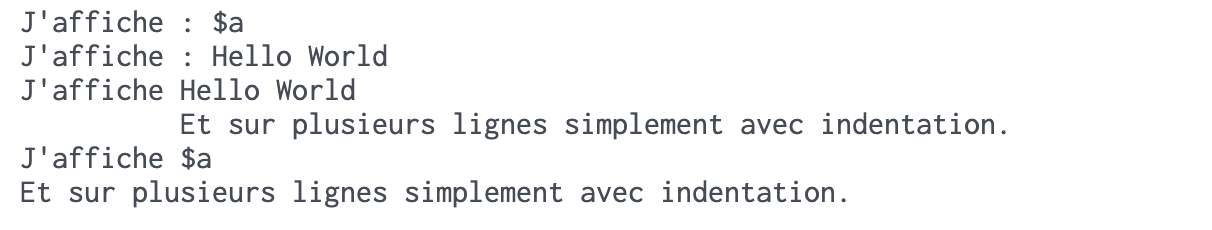 J'affiche : $a
J'affiche : Hello World
J'affiche Hello World
          Et sur plusieurs lignes simplement avec indentation.
J'affiche $a
Et sur plusieurs lignes simplement avec indentation.